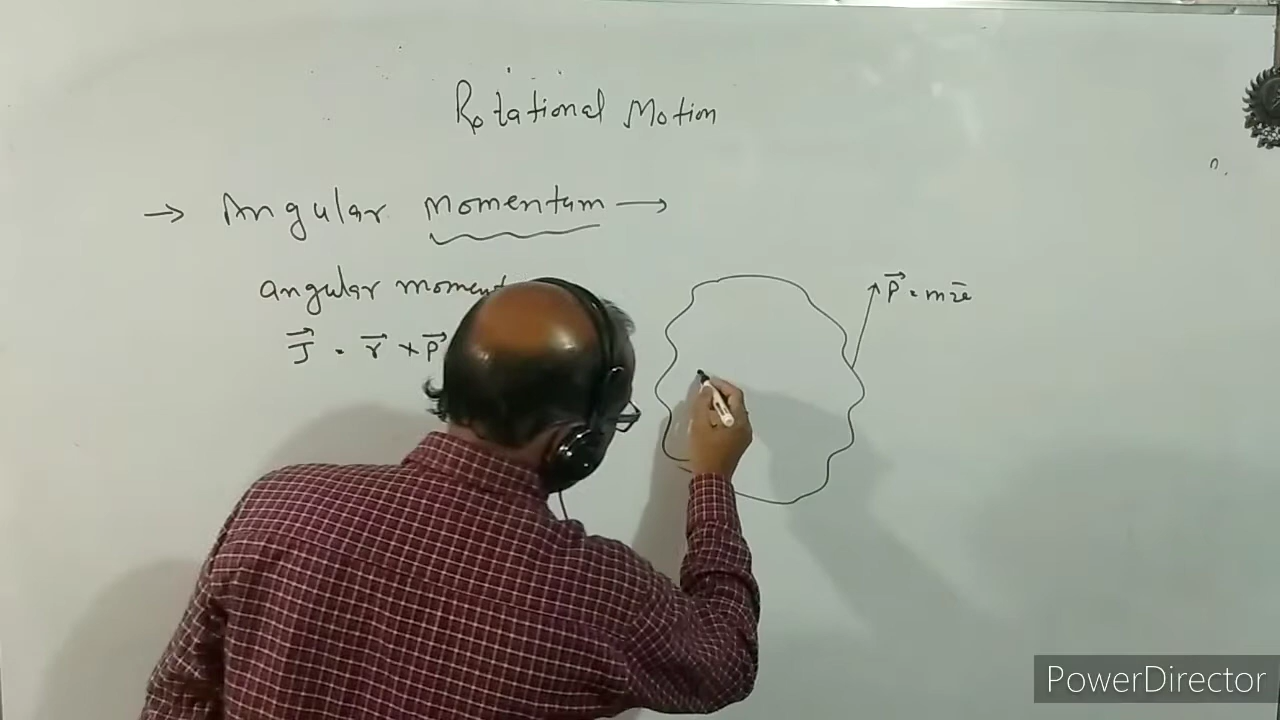 Rotational Motion
→ Angular Momentum →
angular moment
J⃗ = r⃗ × P⃗
P⃗ = mv̄
PowerDirector